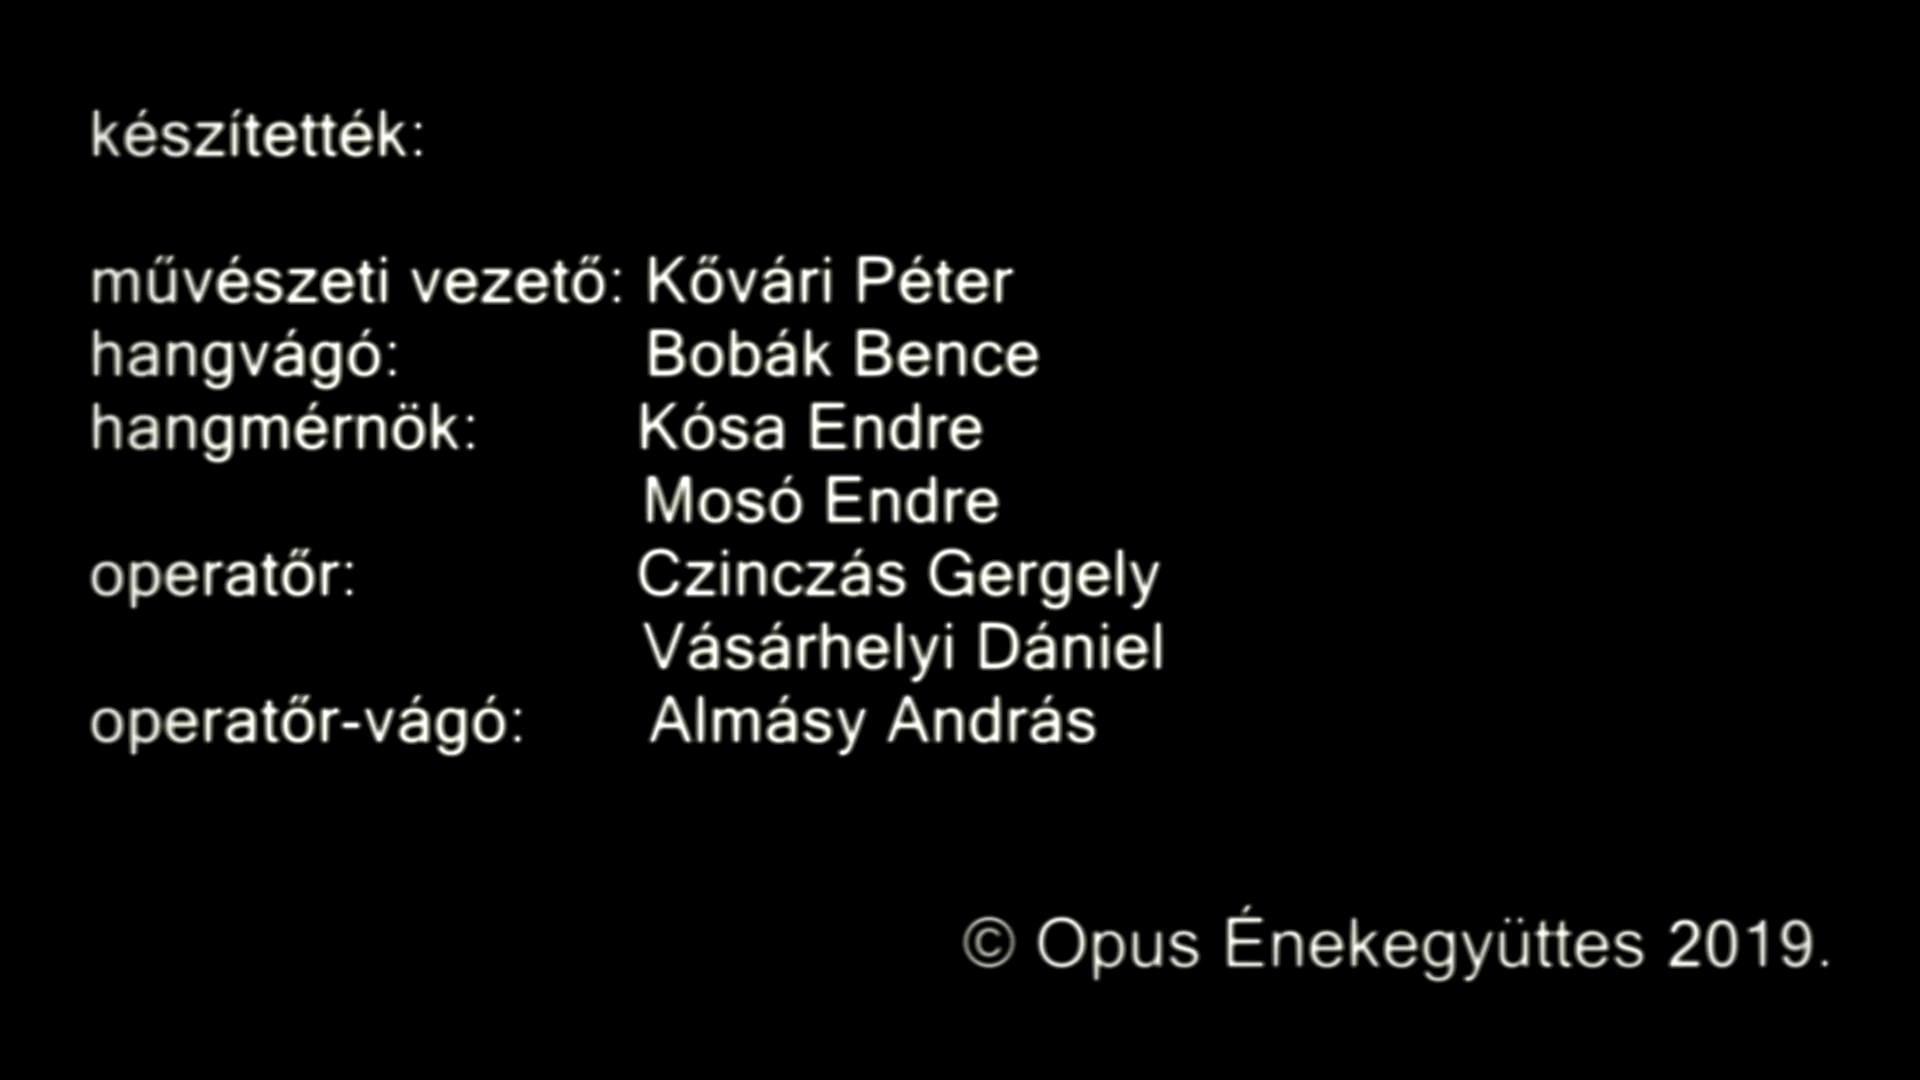 készítették:
művészeti vezető: Kővári Péter
hangvágó: Bobák Bence
hangmérnök: Kósa Endre
Mosó Endre
operatőr: Czinczás Gergely
Vásárhelyi Dániel
operatőr-vágó: Almásy András
© Opus Énekegyüttes 2019.